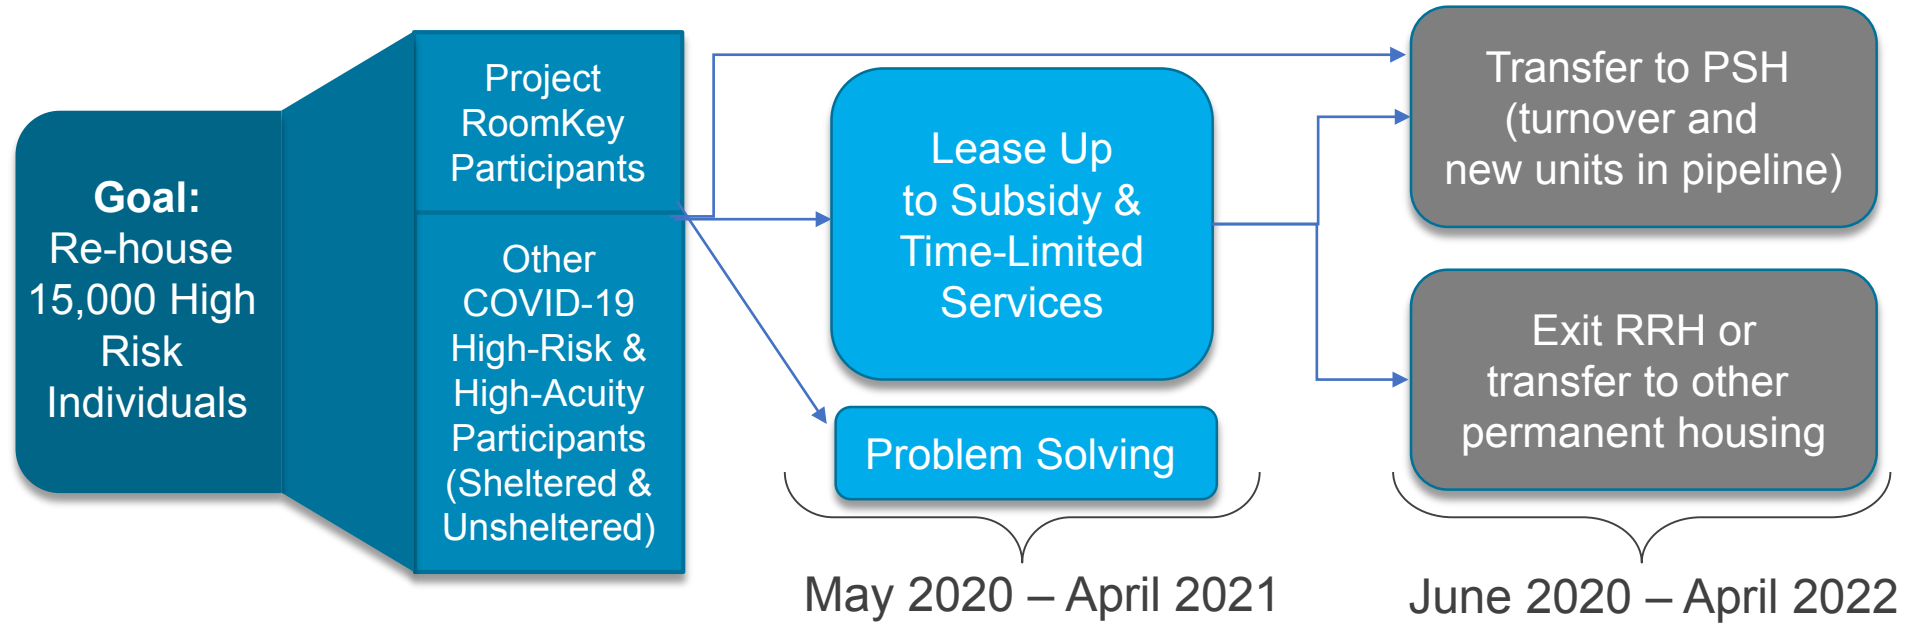 Goal:
Re-house
15,000 High
Risk
Individuals
Project
RoomKey
Participants
Other
COVID-19
High-Risk &
High-Acuity
Participants
(Sheltered &
Unsheltered)
Lease Up
to Subsidy &
Time-Limited
Services
Problem Solving
May 2020 – April 2021
Transfer to PSH
(turnover and
new units in pipeline)
Exit RRH or
transfer to other
permanent housing
June 2020 – April 2022